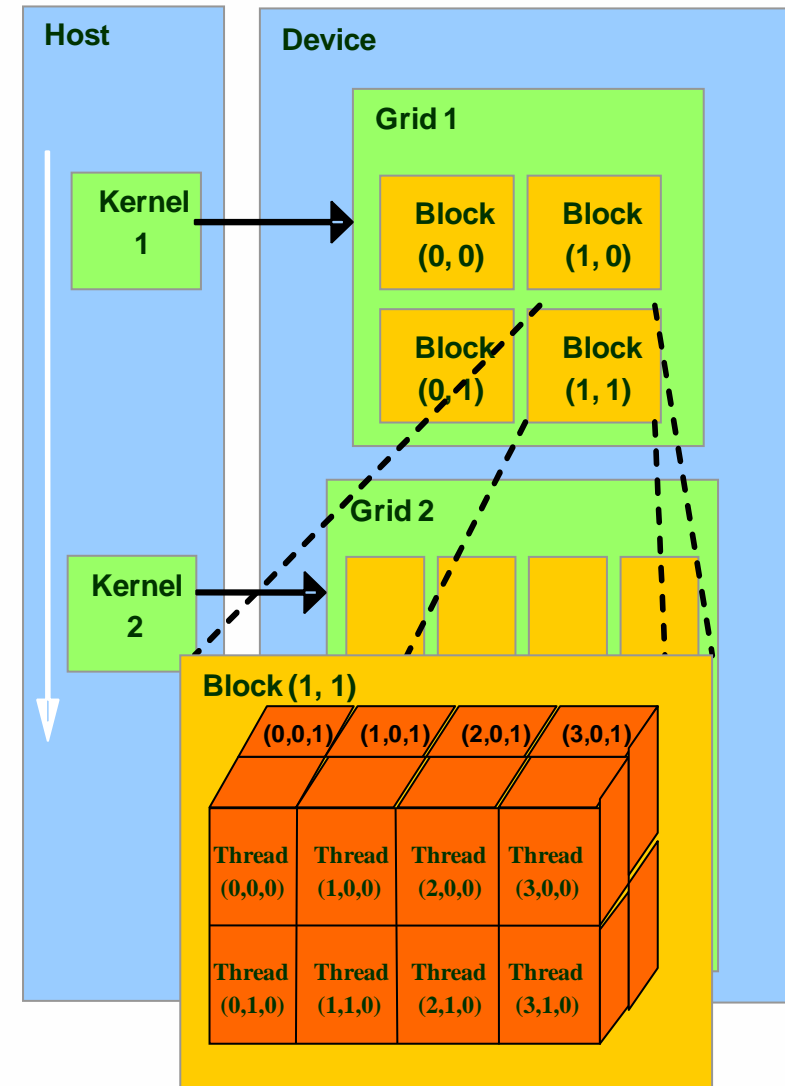 Host
Device
Grid 1
Kernel
1
Block
(0, 0)
Block
(1, 0)
Block
(0, 1)
Block
(1, 1)
Grid 2
Kernel
2
Block (1, 1)
(0,0,1)
(1,0,1)
(2,0,1)
(3,0,1)
Thread
(0,0,0)
Thread
(1,0,0)
Thread
(2,0,0)
Thread
(3,0,0)
Thread
(0,1,0)
Thread
(1,1,0)
Thread
(2,1,0)
Thread
(3,1,0)